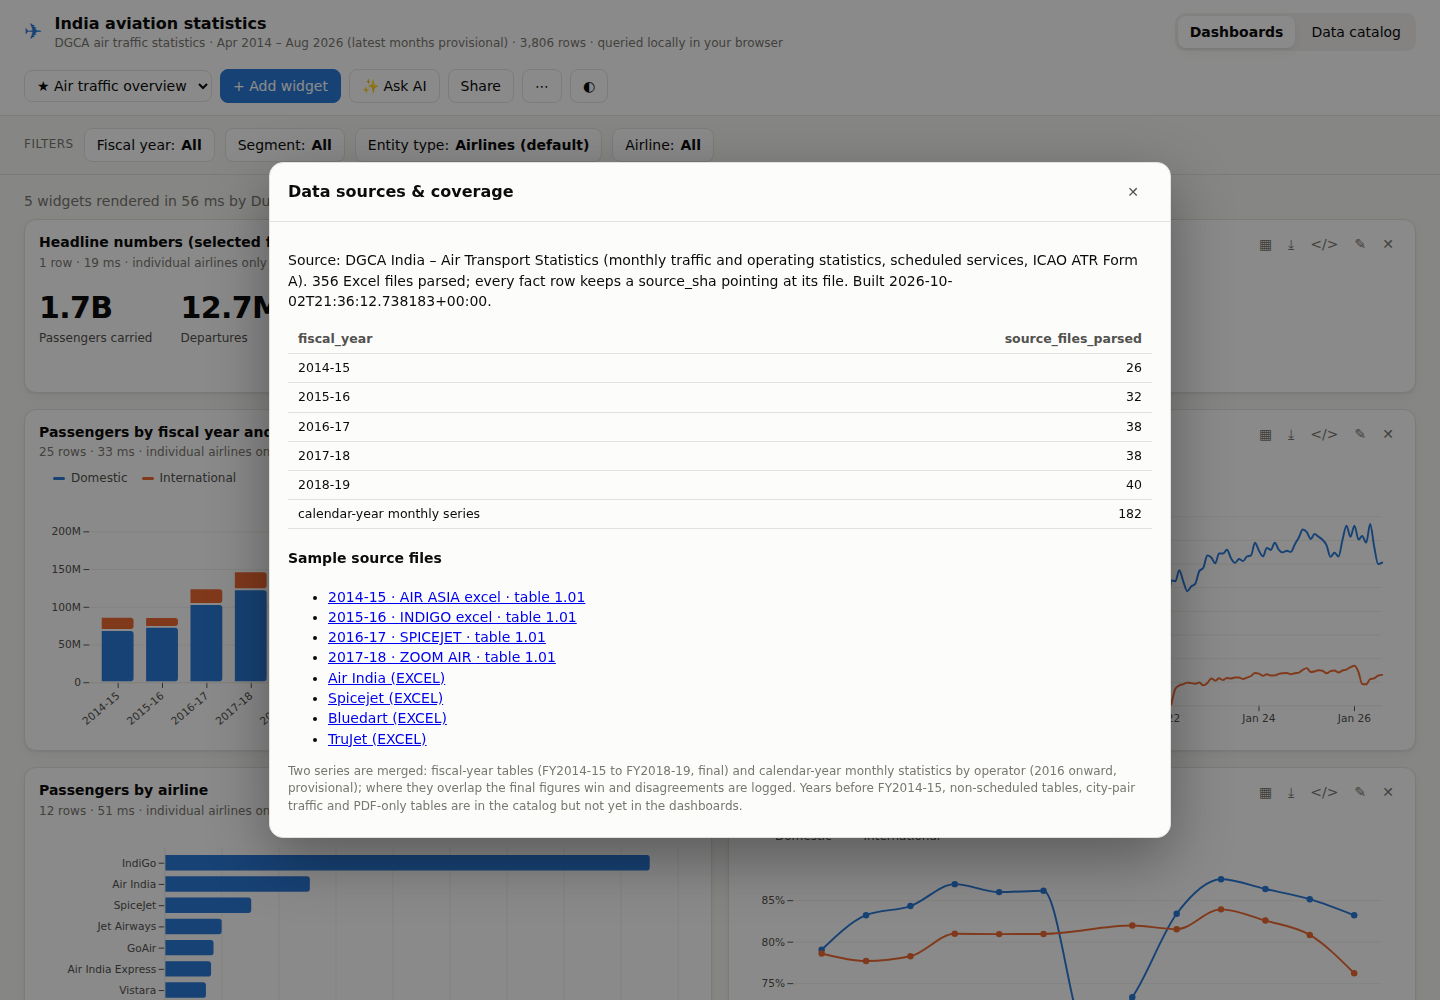 India aviation statistics
DGCA air traffic statistics · Apr 2014 – Aug 2026 (latest months provisional) · 3,806 rows · queried locally in your browser
Dashboards
Data catalog
★ Air traffic overview
+ Add widget
✨ Ask AI
Share
...
FILTERS
Fiscal year: All
Segment: All
Entity type: Airlines (default)
Airline: All
5 widgets rendered in 56 ms by
Headline numbers (selected
1 row · 19 ms · individual airlines only
</>
1.7B
Passengers carried
12.7M
Departures
Data sources & coverage
Source: DGCA India – Air Transport Statistics (monthly traffic and operating statistics, scheduled services, ICAO ATR Form
A). 356 Excel files parsed; every fact row keeps a source_sha pointing at its file. Built 2026-10-
02T21:36:12.738183+00:00.
fiscal_year source_files_parsed
2014-15 26
2015-16 32
2016-17 38
2017-18 38
2018-19 40
calendar-year monthly series 182
Sample source files
• 2014-15 · AIR ASIA excel · table 1.01
• 2015-16 · INDIGO excel · table 1.01
• 2016-17 · SPICEJET · table 1.01
• 2017-18 · ZOOM AIR · table 1.01
• Air India (EXCEL)
• Spicejet (EXCEL)
• Bluedart (EXCEL)
• TruJet (EXCEL)
Two series are merged: fiscal-year tables (FY2014-15 to FY2018-19, final) and calendar-year monthly statistics by operator (2016 onward,
provisional); where they overlap the final figures win and disagreements are logged. Years before FY2014-15, non-scheduled tables, city-pair
traffic and PDF-only tables are in the catalog but not yet in the dashboards.
Passengers by fiscal year and
25 rows · 33 ms · individual airlines
Domestic
International
200M
150M
100M
50M
0
2014-15
2015-16
2016-17
2017-18
</>
Jan 24
Jan 26
Passengers by airline
12 rows · 51 ms · individual airlines
IndiGo
Air India
SpiceJet
Jet Airways
GoAir
Air India Express
Vistara
</>
Domestic
International
85%
80%
75%